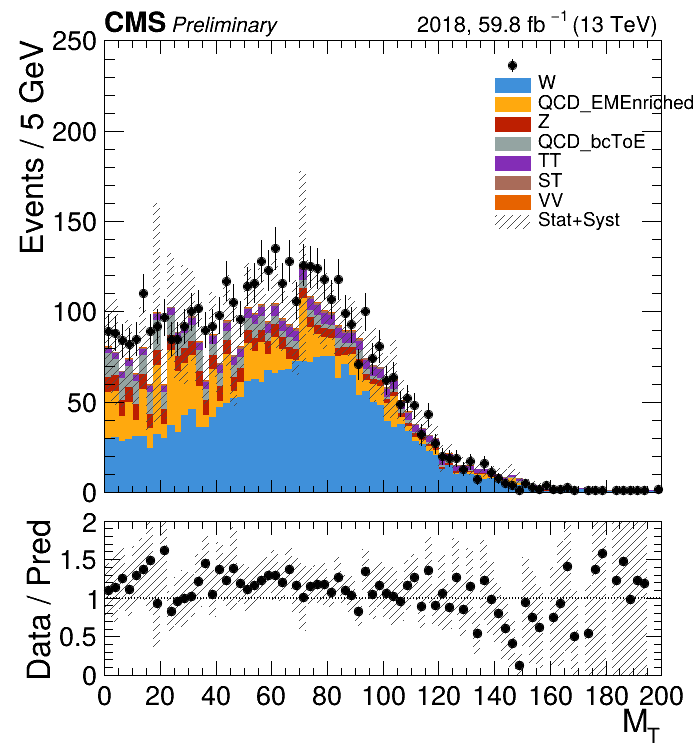 CMS Preliminary 2018, 59.8 fb⁻¹ (13 TeV)
Events / 5 GeV
250
200
150
100
50
0
W
QCD_EMEnriched
Z
QCD_bcToE
TT
ST
VV
Stat+Syst
Data / Pred
2
1.5
1
0.5
0
0 20 40 60 80 100 120 140 160 180 200
M_T